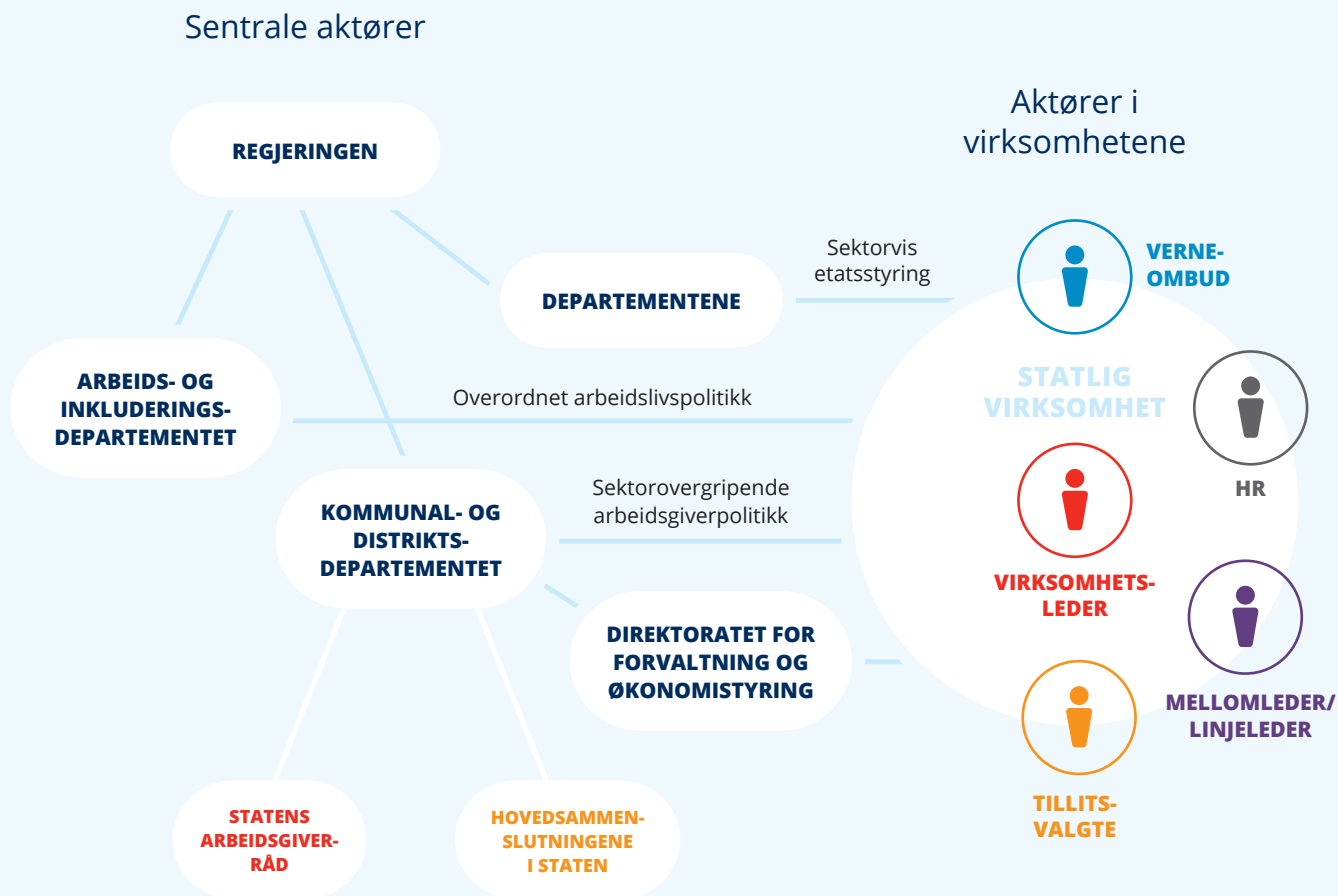 Sentrale aktører
Aktører i
virksomhetene
REGJERINGEN
DEPARTEMENTENE
Sektorvis
etatsstyring
VERNE-
OMBUD
ARBEIDS- OG
INKLUDERINGS-
DEPARTEMENTET
Overordnet arbeidslivspolitikk
STATLIG
VIRKSOMHET
HR
KOMMUNAL- OG
DISTRIKTS-
DEPARTEMENTET
Sektorovergripende
arbeidsgiverpolitikk
VIRKSOMHETS-
LEDER
DIREKTORATET FOR
FORVALTNING OG
ØKONOMISTYRING
MELLOMLEDER/
LINJELEDER
STATENS
ARBEIDSGIVER-
RÅD
HOVEDSAMMEN-
SLUTNINGENE
I STATEN
TILLITS-
VALGTE